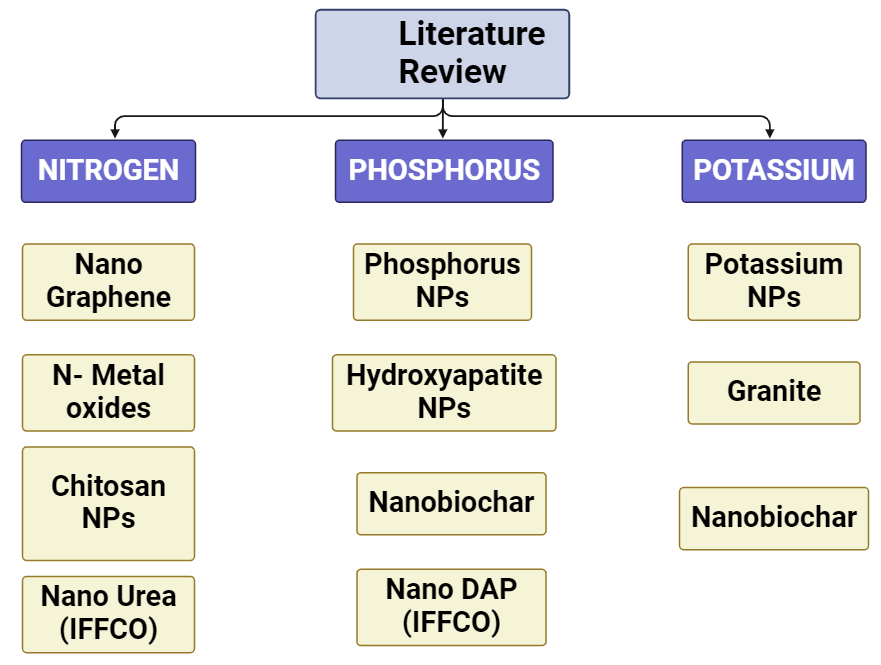 Literature
Review
NITROGEN
PHOSPHORUS
POTASSIUM
Nano
Graphene
N- Metal
oxides
Chitosan
NPs
Nano Urea
(IFFCO)
Phosphorus
NPs
Hydroxyapatite
NPs
Nanobiochar
Nano DAP
(IFFCO)
Potassium
NPs
Granite
Nanobiochar